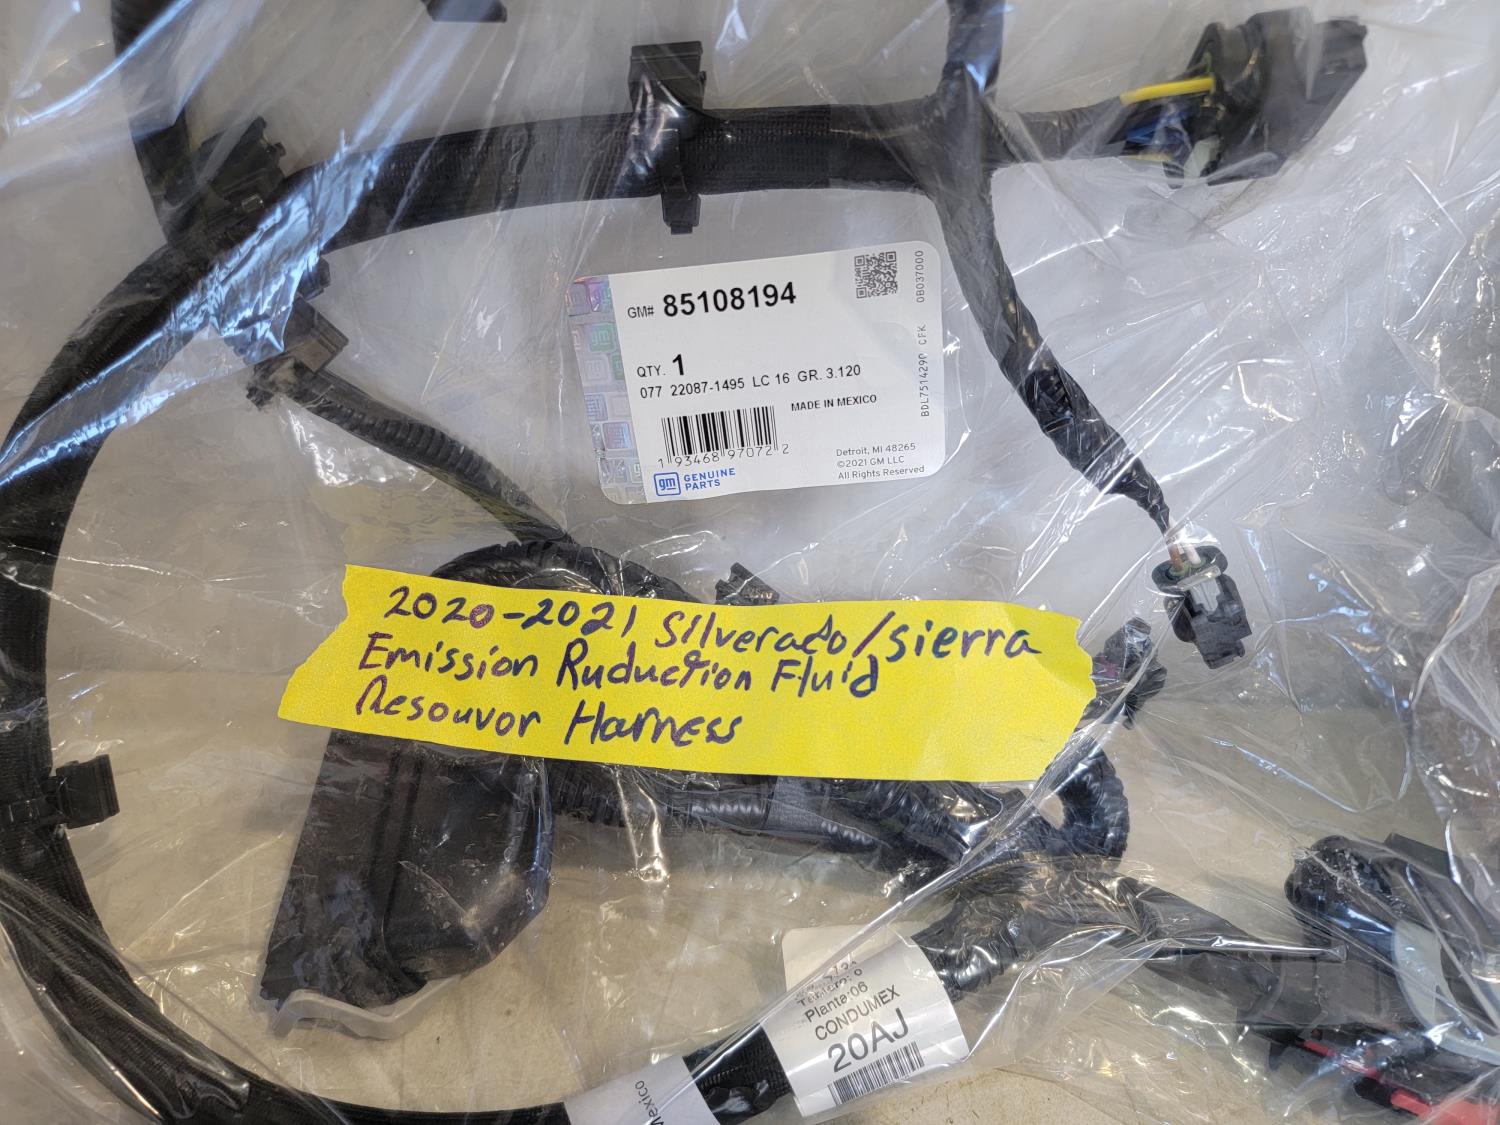 GM# 85108194
0B037000
QTY. 1
077 22087-1495 LC 16 GR. 3.120
MADE IN MEXICO
1 93468 97072 2
gm GENUINE
PARTS
Detroit, MI 48265
©2021 GM LLC
All Rights Reserved
2020-2021 Silverado/sierra
Emission Ruduction Fluid
Resouvor Harness
Planta:06
CONDUMEX
20AJ
Mexico